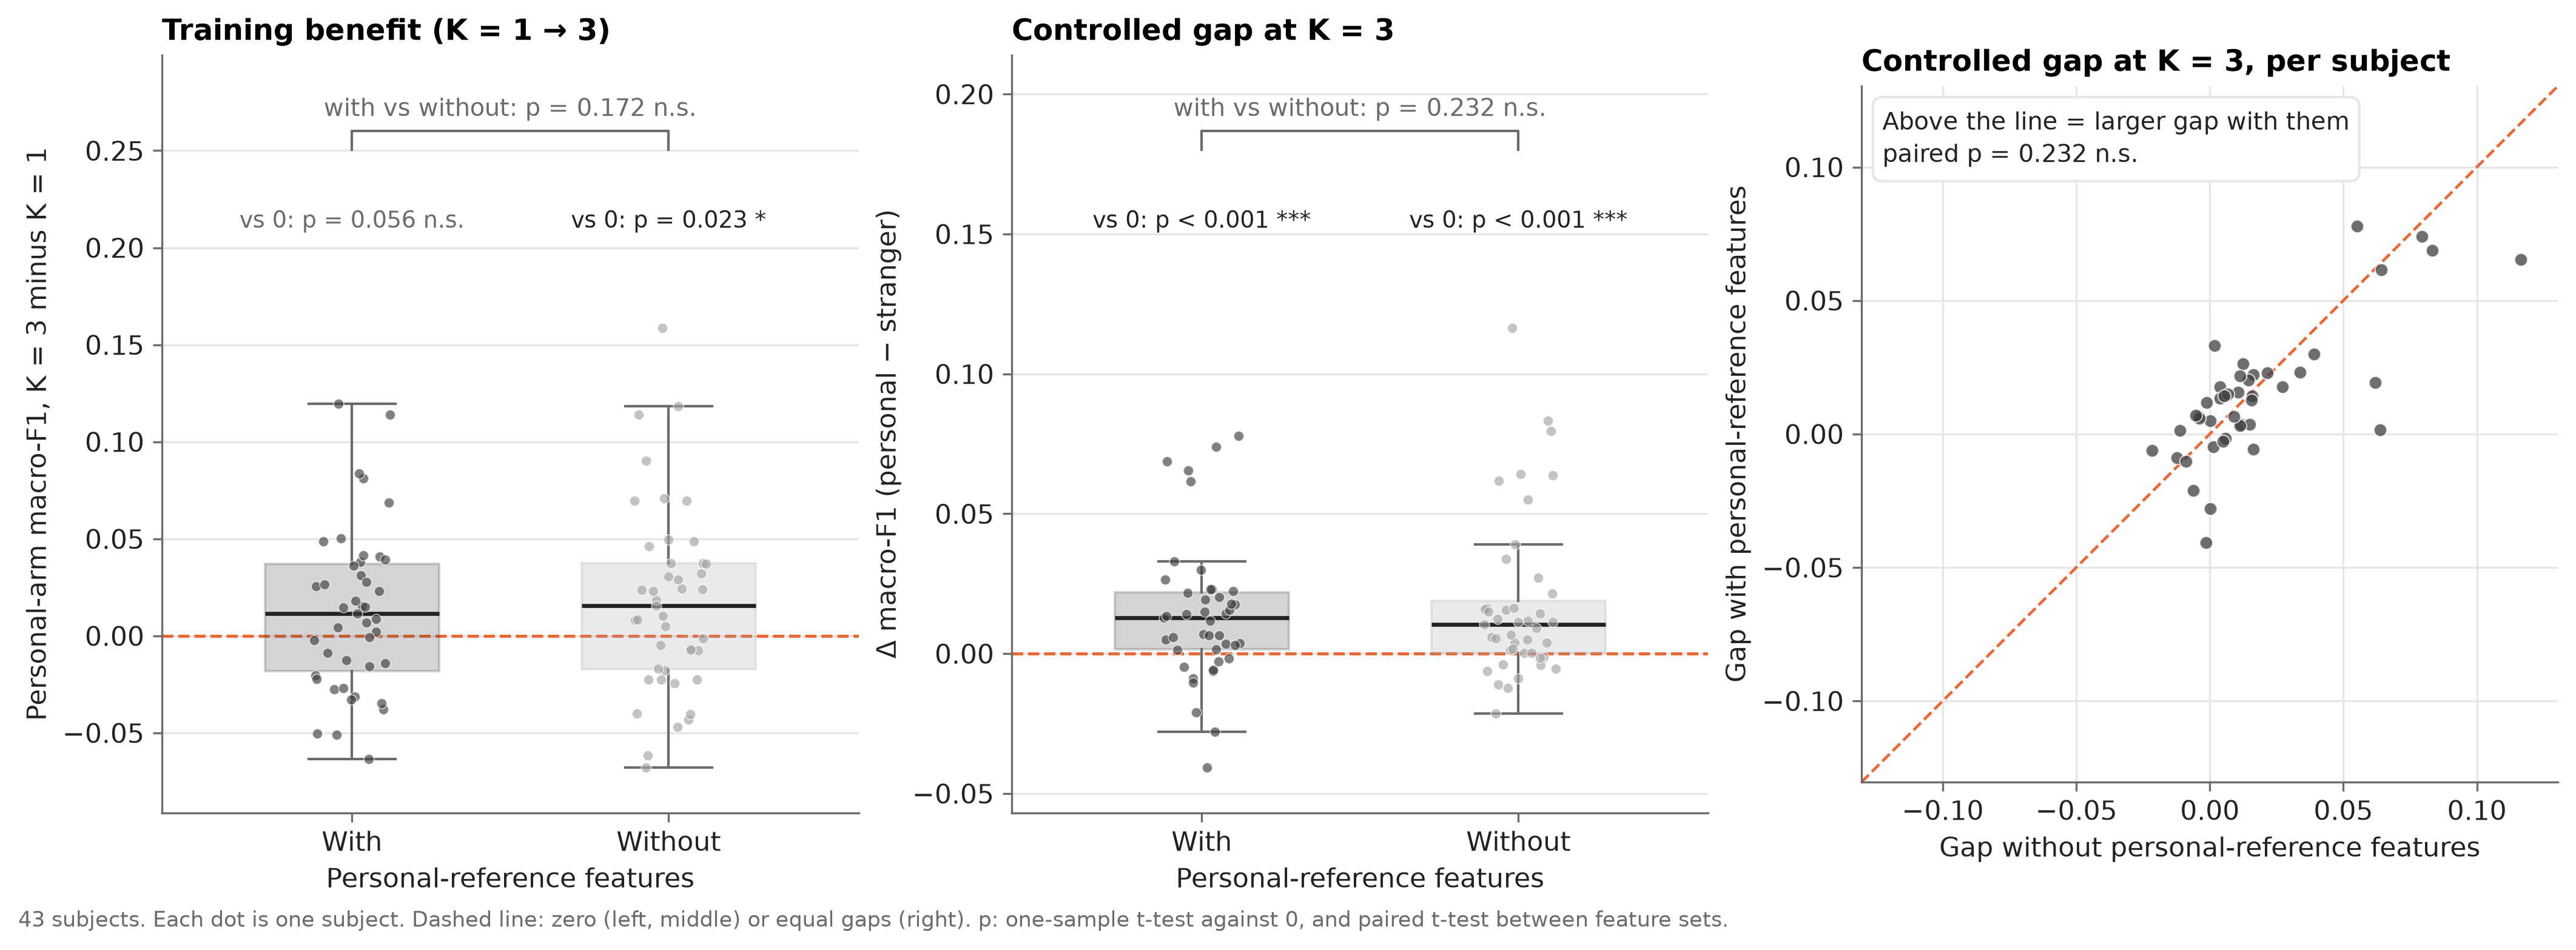 Training benefit (K = 1 → 3)
Personal-arm macro-F1, K = 3 minus K = 1
0.25
0.20
0.15
0.10
0.05
0.00
−0.05
with vs without: p = 0.172 n.s.
vs 0: p = 0.056 n.s.
vs 0: p = 0.023 *
With
Without
Personal-reference features
Controlled gap at K = 3
Δ macro-F1 (personal − stranger)
0.20
0.15
0.10
0.05
0.00
−0.05
with vs without: p = 0.232 n.s.
vs 0: p < 0.001 ***
vs 0: p < 0.001 ***
With
Without
Personal-reference features
Controlled gap at K = 3, per subject
Gap with personal-reference features
0.10
0.05
0.00
−0.05
−0.10
Above the line = larger gap with them
paired p = 0.232 n.s.
−0.10
−0.05
0.00
0.05
0.10
Gap without personal-reference features
43 subjects. Each dot is one subject. Dashed line: zero (left, middle) or equal gaps (right). p: one-sample t-test against 0, and paired t-test between feature sets.